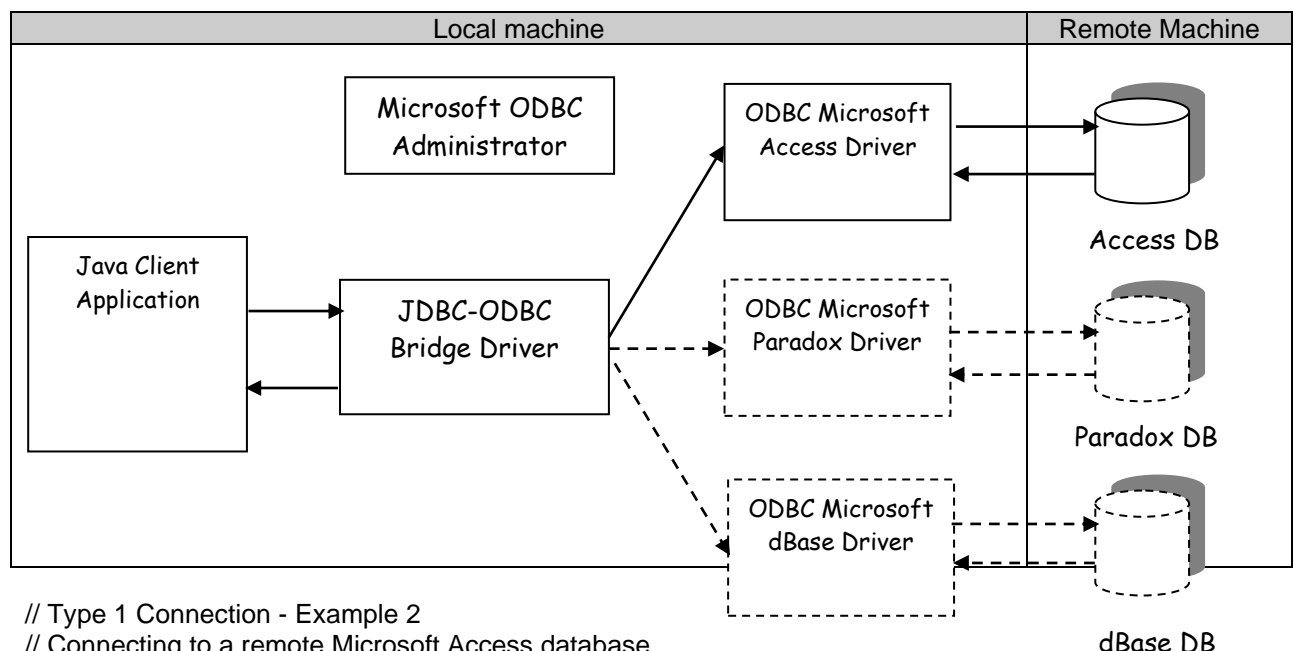 Local machine
Remote Machine
Microsoft ODBC
Administrator
ODBC Microsoft
Access Driver
Access DB
Java Client
Application
JDBC-ODBC
Bridge Driver
ODBC Microsoft
Paradox Driver
Paradox DB
ODBC Microsoft
dBase Driver
dBase DB
// Type 1 Connection - Example 2
// Connecting to a remote Microsoft Access database